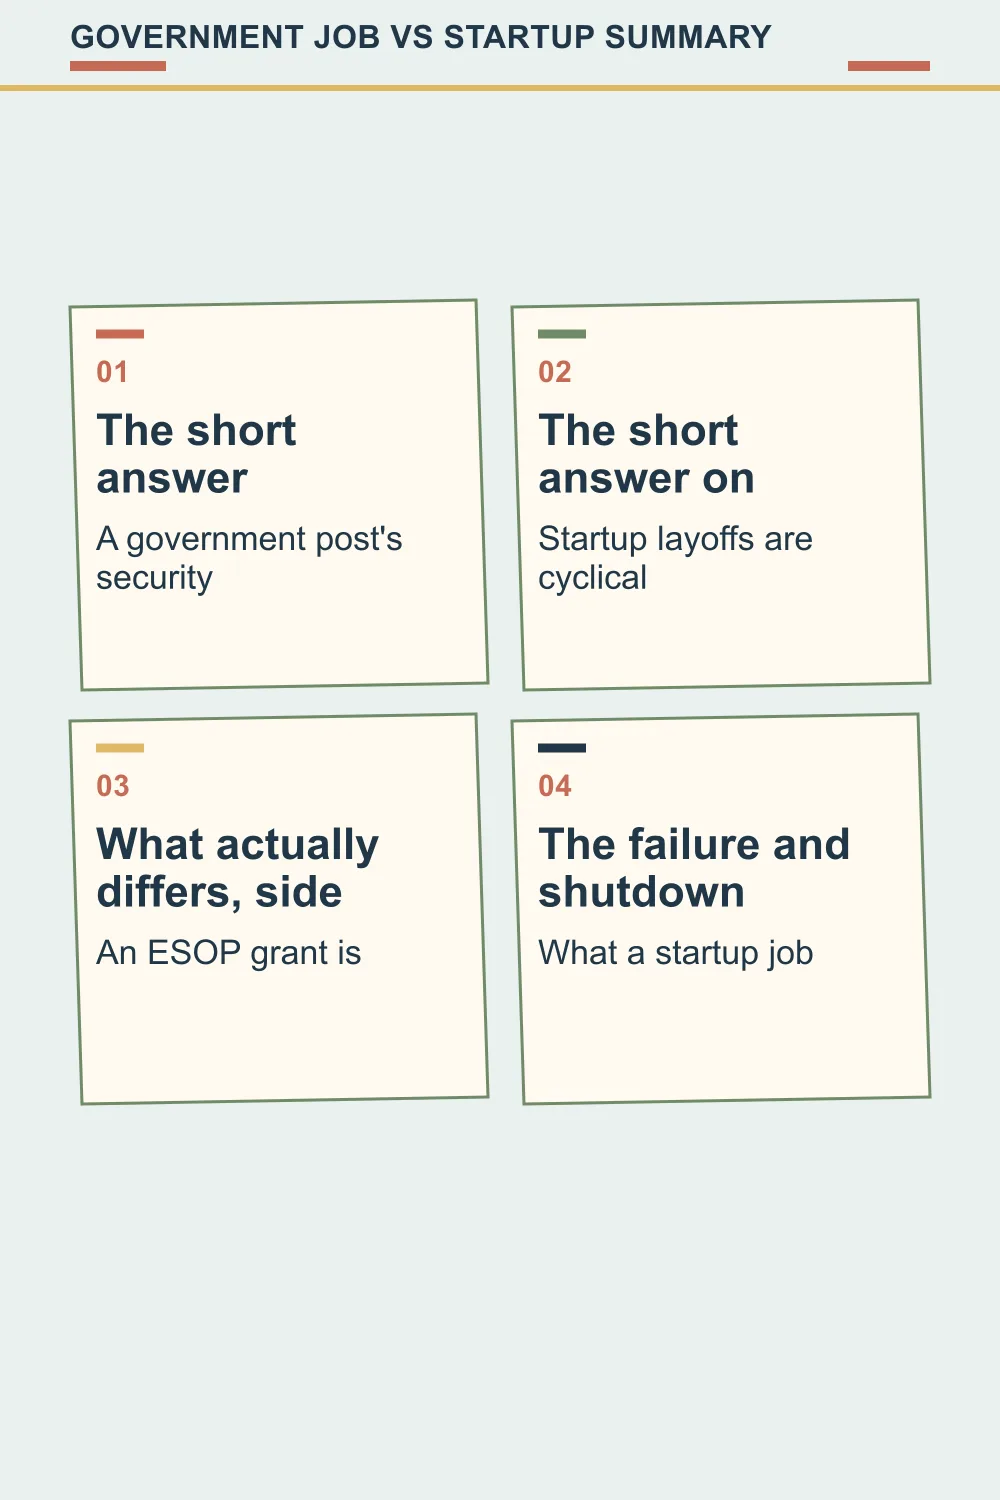 GOVERNMENT JOB VS STARTUP SUMMARY
01
The short
answer
A government post's
security
02
The short
answer on
Startup layoffs are
cyclical
03
What actually
differs, side
An ESOP grant is
04
The failure and
shutdown
What a startup job